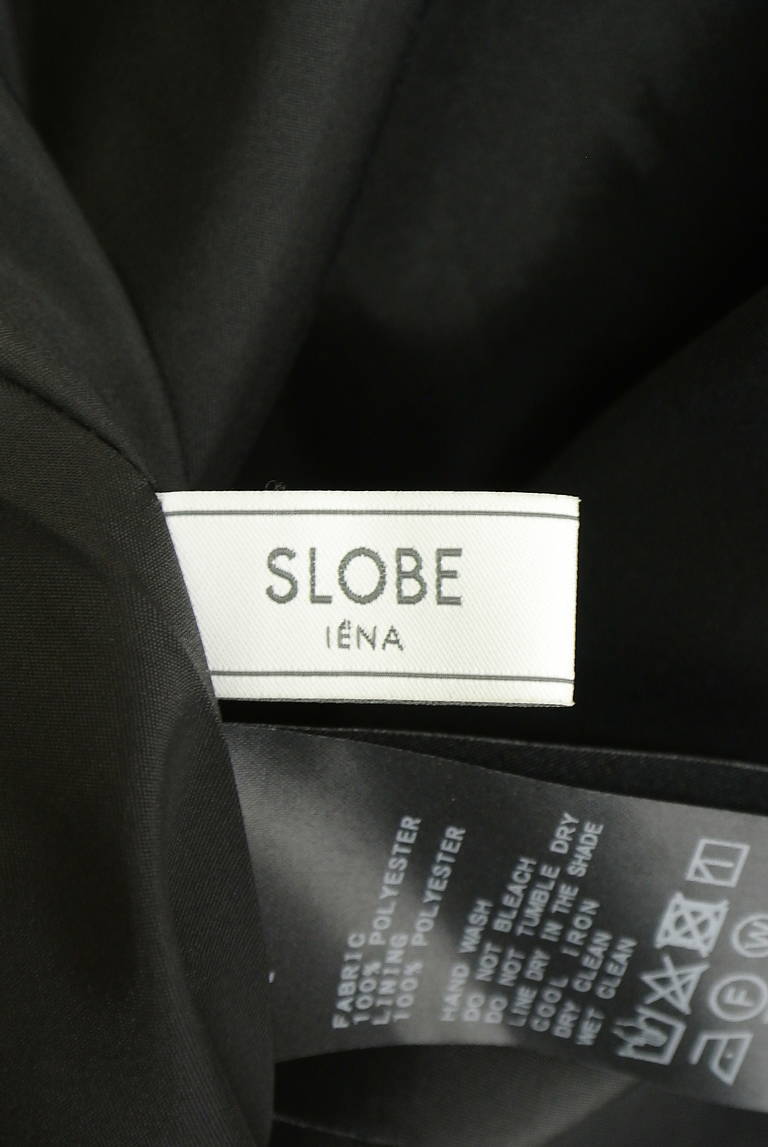 SLOBE
IÉNA
FABRIC
100% POLYESTER
LINING
100% POLYESTER
HAND WASH
DO NOT BLEACH
DO NOT TUMBLE DRY
LINE DRY IN THE SHADE
COOL IRON
DRY CLEAN
WET CLEAN
F
W